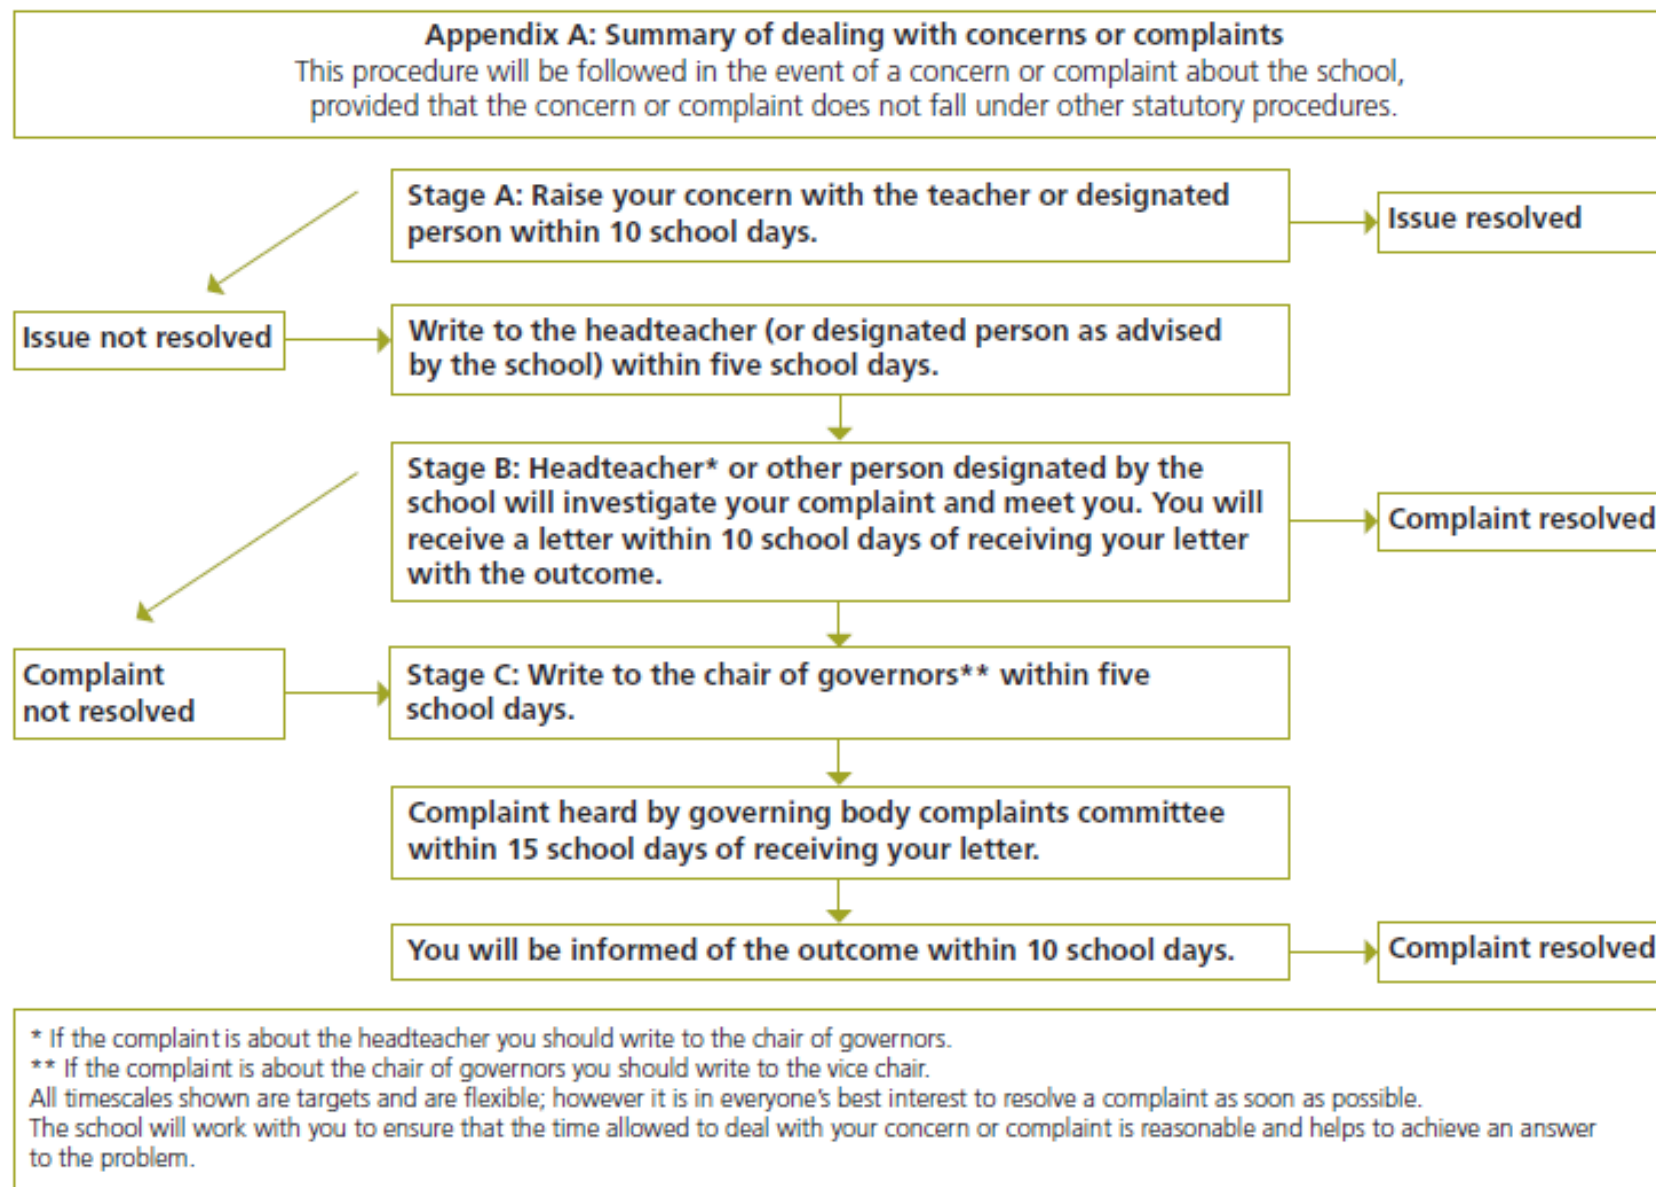 Appendix A: Summary of dealing with concerns or complaints
This procedure will be followed in the event of a concern or complaint about the school,
provided that the concern or complaint does not fall under other statutory procedures.
Stage A: Raise your concern with the teacher or designated
person within 10 school days.
Issue resolved
Issue not resolved
Write to the headteacher (or designated person as advised
by the school) within five school days.
Stage B: Headteacher* or other person designated by the
school will investigate your complaint and meet you. You will
receive a letter within 10 school days of receiving your letter
with the outcome.
Complaint resolved
Complaint
not resolved
Stage C: Write to the chair of governors** within five
school days.
Complaint heard by governing body complaints committee
within 15 school days of receiving your letter.
You will be informed of the outcome within 10 school days.
Complaint resolved
* If the complaint is about the headteacher you should write to the chair of governors.
** If the complaint is about the chair of governors you should write to the vice chair.
All timescales shown are targets and are flexible; however it is in everyone's best interest to resolve a complaint as soon as possible.
The school will work with you to ensure that the time allowed to deal with your concern or complaint is reasonable and helps to achieve an answer
to the problem.